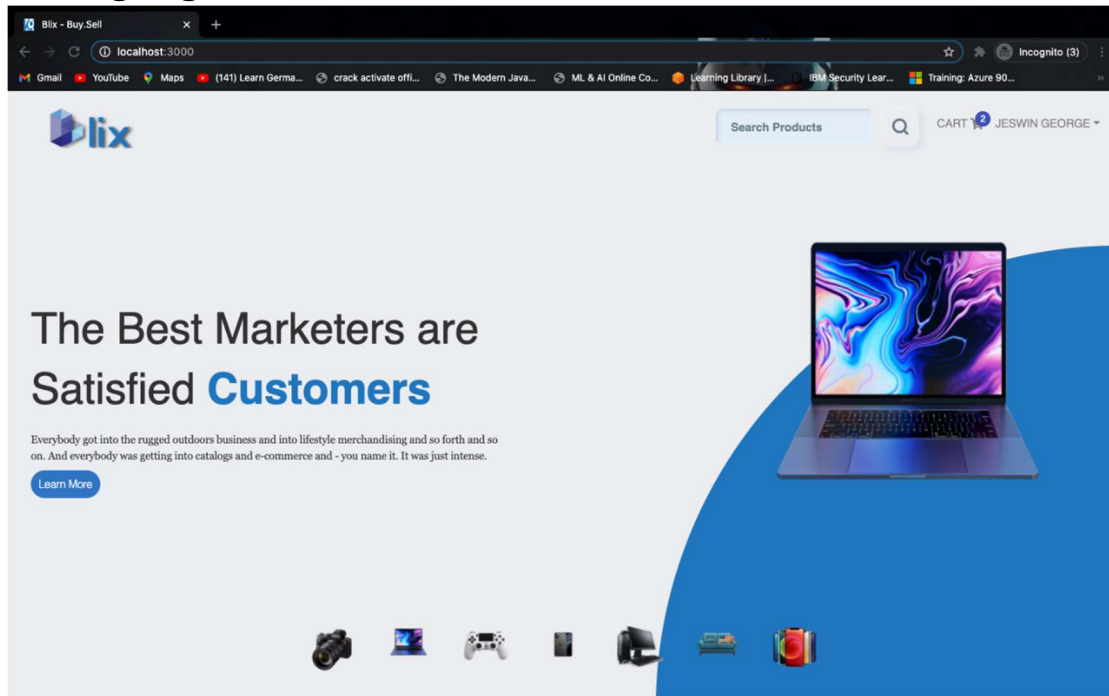 Blix - Buy.Sell
localhost:3000
Incognito (3)
Gmail YouTube Maps (141) Learn Germa... crack activate offi... The Modern Java... ML & AI Online Co... Learning Library |... IBM Security Lear... Training: Azure 90...
blix
Search Products
CART 2 JESWIN GEORGE
The Best Marketers are
Satisfied Customers
Everybody got into the rugged outdoors business and into lifestyle merchandising and so forth and so
on. And everybody was getting into catalogs and e-commerce and - you name it. It was just intense.
Learn More